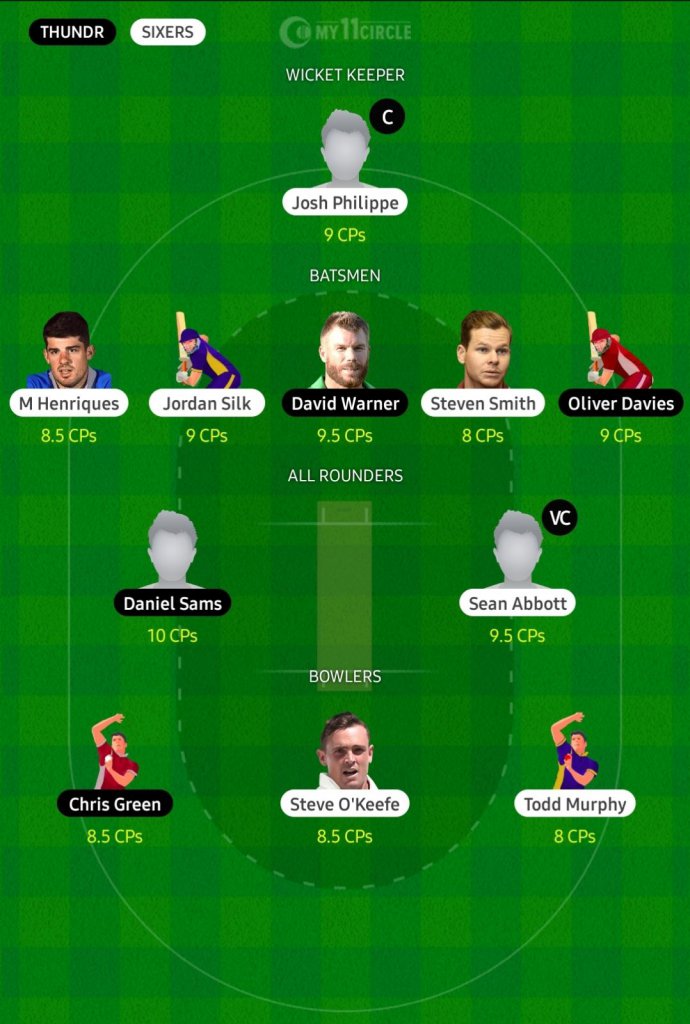 THUNDR SIXERS MY11CIRCLE
WICKET KEEPER
C
Josh Philippe
9 CPs
BATSMEN
M Henriques Jordan Silk David Warner Steven Smith Oliver Davies
8.5 CPs 9 CPs 9.5 CPs 8 CPs 9 CPs
ALL ROUNDERS
VC
Daniel Sams Sean Abbott
10 CPs 9.5 CPs
BOWLERS
Chris Green Steve O'Keefe Todd Murphy
8.5 CPs 8.5 CPs 8 CPs